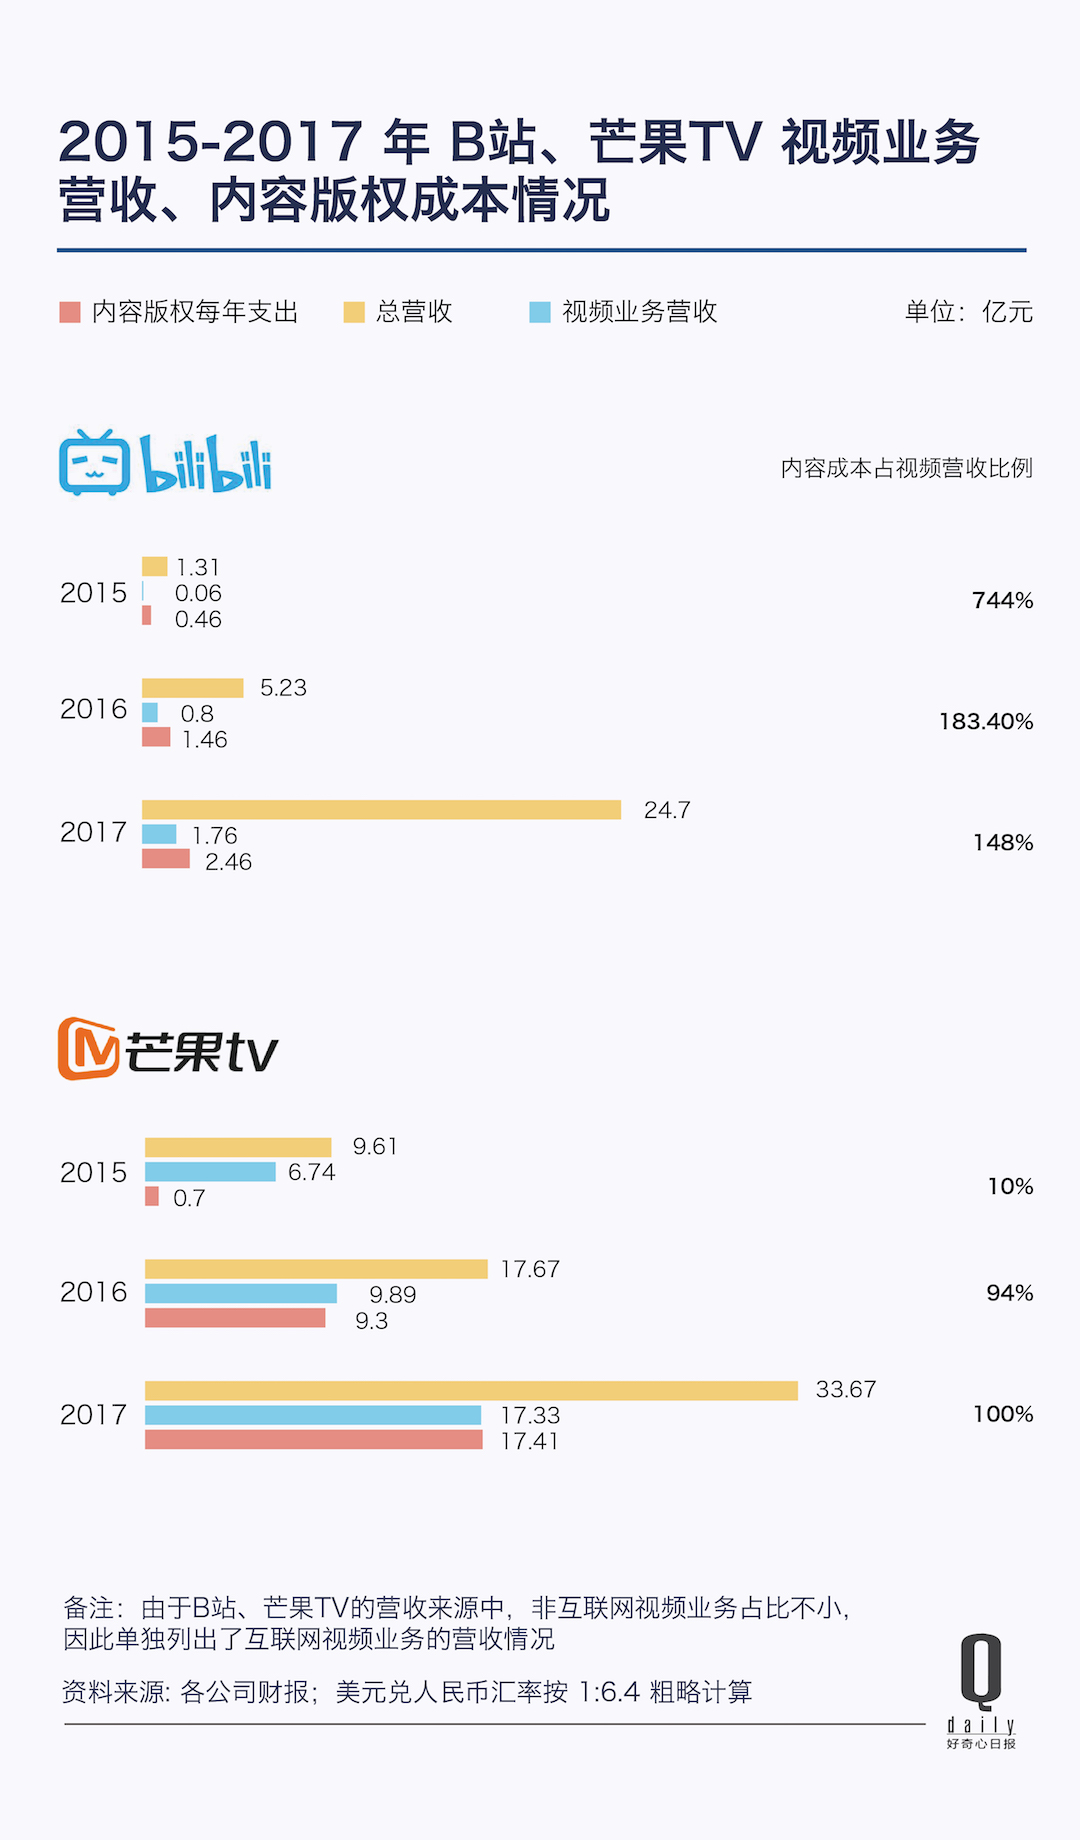 2015-2017 年 B站、芒果TV 视频业务
营收、内容版权成本情况
内容版权每年支出 总营收 视频业务营收 单位：亿元
bilibili
内容成本占视频营收比例
2015
1.31
0.06
0.46
744%
2016
5.23
0.8
1.46
183.40%
2017
24.7
1.76
2.46
148%
芒果tv
2015
9.61
6.74
0.7
10%
2016
17.67
9.89
9.3
94%
2017
33.67
17.33
17.41
100%
备注：由于B站、芒果TV的营收来源中，非互联网视频业务占比不小，
因此单独列出了互联网视频业务的营收情况
资料来源: 各公司财报；美元兑人民币汇率按 1:6.4 粗略计算
Q
daily
好奇心日报